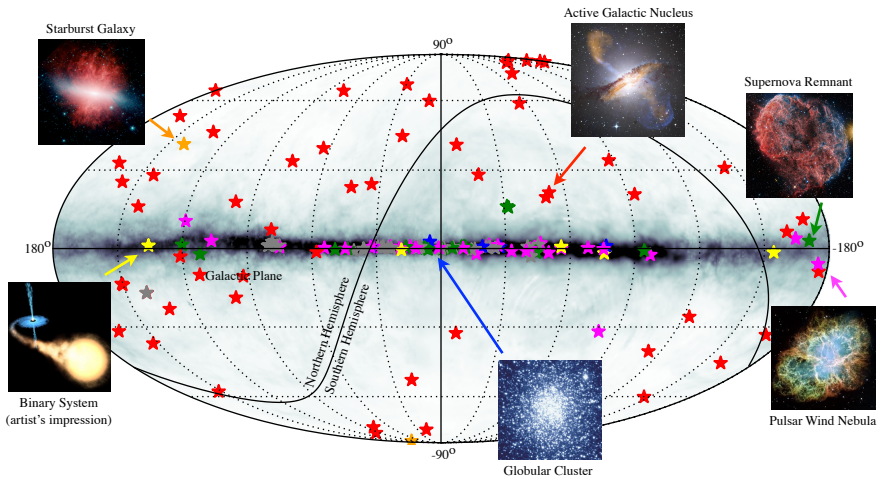 Starburst Galaxy
Active Galactic Nucleus
90°
Supernova Remnant
180°
-180°
Galactic Plane
Northern Hemisphere
Southern Hemisphere
Binary System
(artist's impression)
Pulsar Wind Nebula
-90°
Globular Cluster